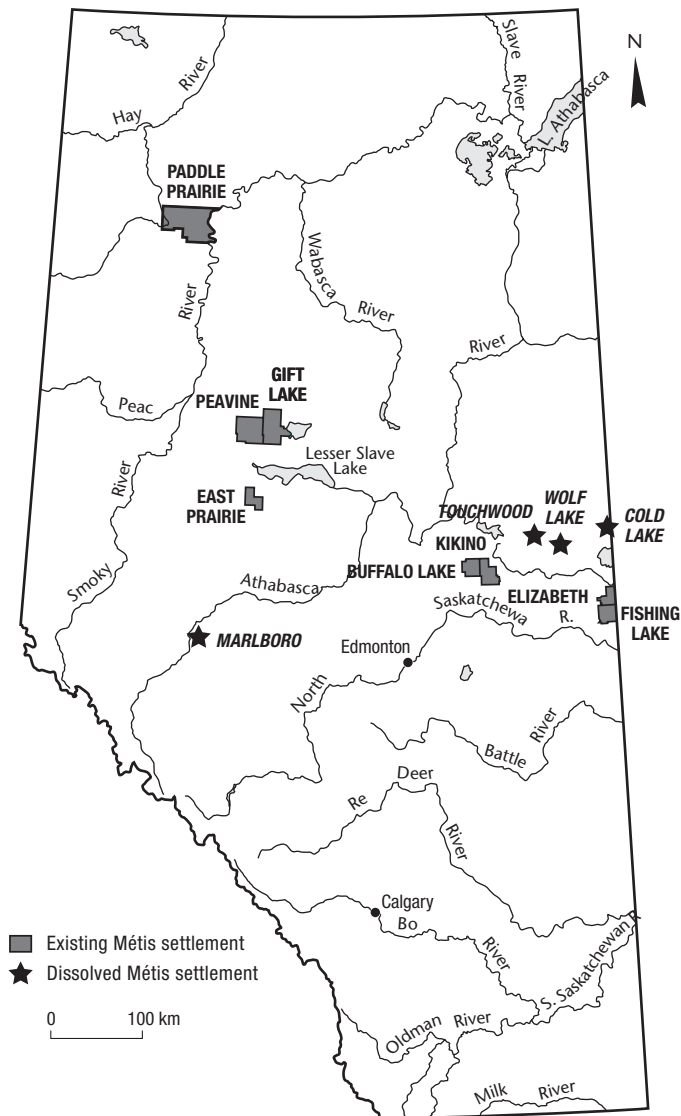 N
Slave
River
River
L. Athabasca
Hay
PADDLE
PRAIRIE
Wabasca
River
River
River
Peac
GIFT
LAKE
PEAVINE
Lesser Slave
Lake
River
EAST
PRAIRIE
TOUCHWOOD
WOLF
LAKE
COLD
LAKE
KIKINO
BUFFALO LAKE
Smoky
Athabasca
ELIZABETH
Saskatchewa
R.
FISHING
LAKE
MARLBORO
Edmonton
North
River
Battle
Deer
Re
River
Calgary
Bo
River
S. Saskatchewan R
Existing Métis settlement
Dissolved Métis settlement
0 100 km
Oldman River
Milk River